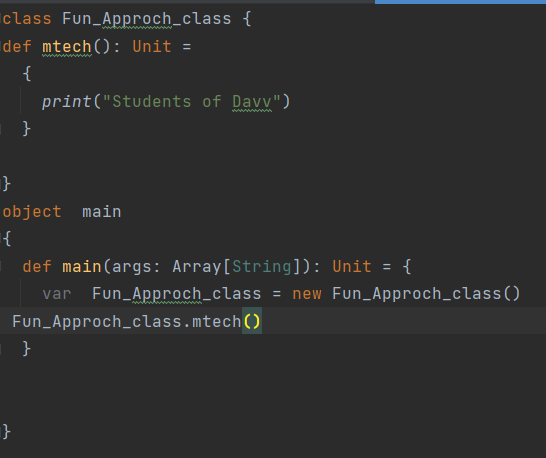 class Fun_Approch_class {
def mtech(): Unit =
{
print("Students of Davv")
}
}
object  main
{
def main(args: Array[String]): Unit = {
var  Fun_Approch_class = new Fun_Approch_class()
Fun_Approch_class.mtech()
}
}